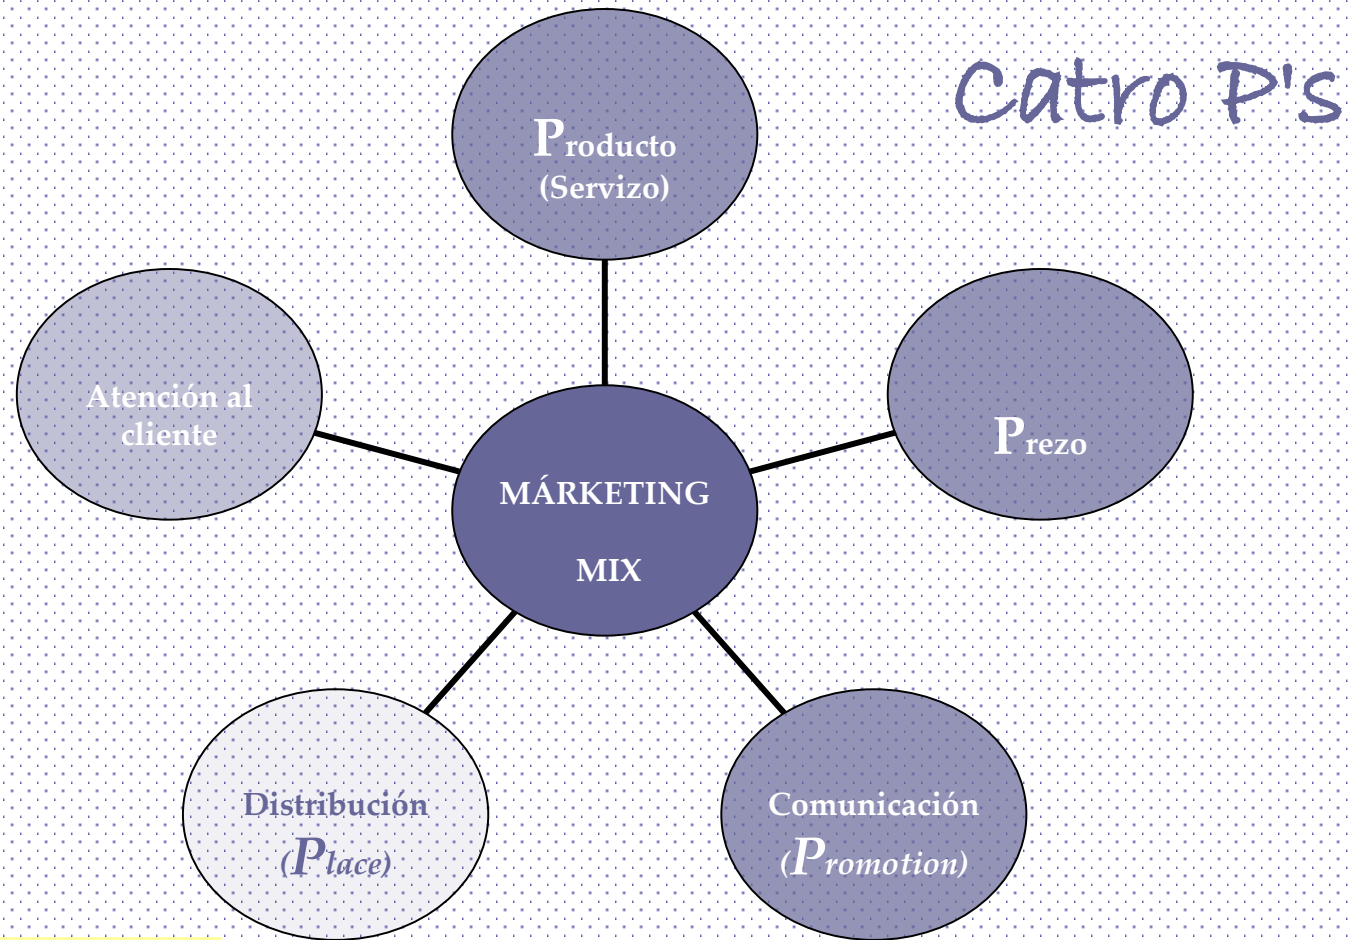 Catro P's
Producto
(Servizo)
Atención al
cliente
Prezo
MÁRKETING
MIX
Distribución
(Place)
Comunicación
(Promotion)